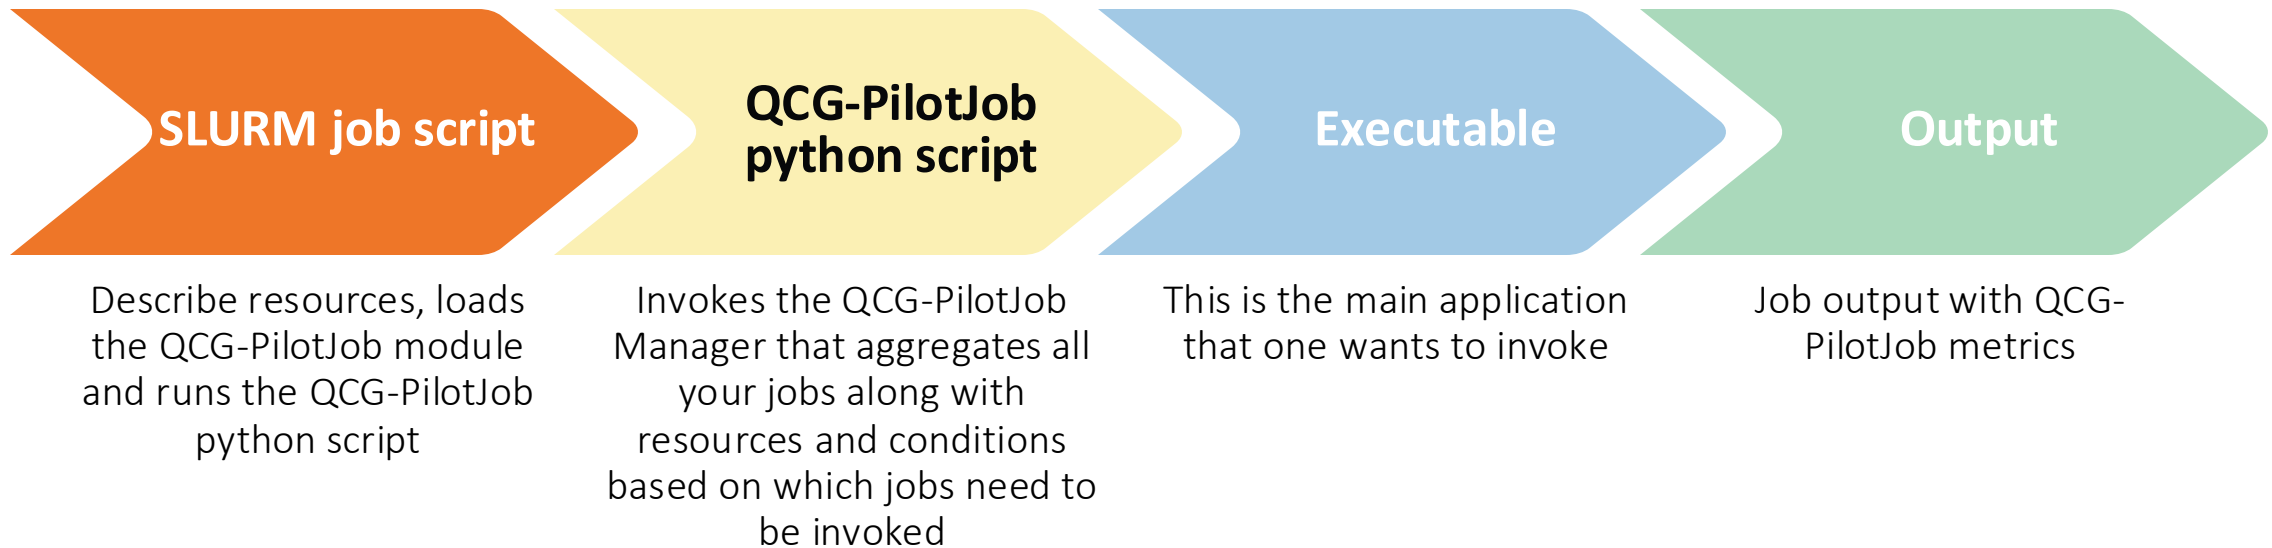 SLURM job script
QCG-PilotJob
python script
Executable
Output
Describe resources, loads
the QCG-PilotJob module
and runs the QCG-PilotJob
python script
Invokes the QCG-PilotJob
Manager that aggregates all
your jobs along with
resources and conditions
based on which jobs need to
be invoked
This is the main application
that one wants to invoke
Job output with QCG-
PilotJob metrics